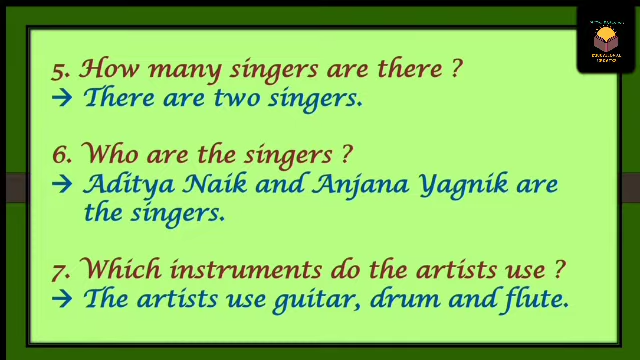 5. How many singers are there ?
→ There are two singers.
6. Who are the singers ?
→ Aditya Naik and Anjana Yagnik are
the singers.
7. Which instruments do the artists use ?
→ The artists use guitar, drum and flute.
EDUCATIONAL